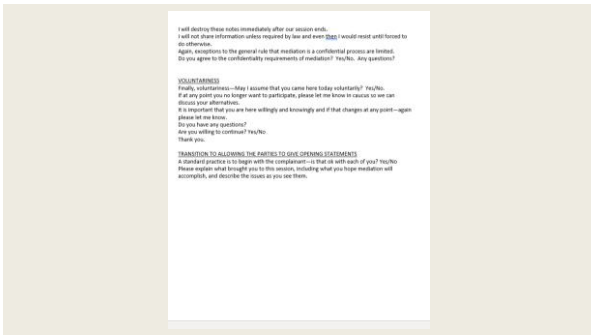 I will destroy these notes immediately after our session ends.
I will not share information unless required by law and even then I would resist until forced to
do otherwise.
Again, exceptions to the general rule that mediation is a confidential process are limited.
Do you agree to the confidentiality requirements of mediation? Yes/No. Any questions?
VOLUNTARINESS
Finally, voluntariness—May I assume that you came here today voluntarily? Yes/No.
If at any point you no longer want to participate, please let me know in caucus so we can
discuss your alternatives.
It is important that you are here willingly and knowingly and if that changes at any point—again
please let me know.
Do you have any questions?
Are you willing to continue? Yes/No
Thank you.
TRANSITION TO ALLOWING THE PARTIES TO GIVE OPENING STATEMENTS
A standard practice is to begin with the complainant—is that ok with each of you? Yes/No
Please explain what brought you to this session, including what you hope mediation will
accomplish, and describe the issues as you see them.